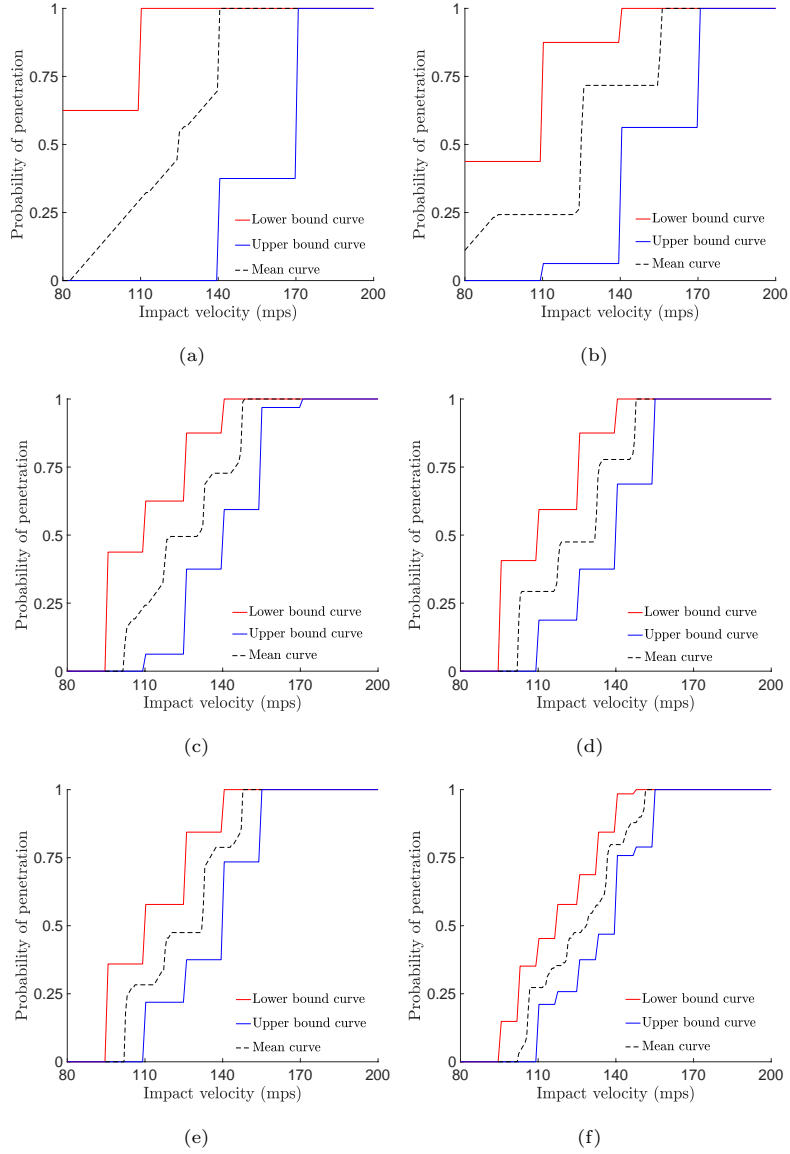 1
0.75
0.5
0.25
0
Probability of penetration
80 110 140 170 200
Impact velocity (mps)
Lower bound curve
Upper bound curve
Mean curve
(a)
1
0.75
0.5
0.25
0
Probability of penetration
80 110 140 170 200
Impact velocity (mps)
Lower bound curve
Upper bound curve
Mean curve
(b)
1
0.75
0.5
0.25
0
Probability of penetration
80 110 140 170 200
Impact velocity (mps)
Lower bound curve
Upper bound curve
Mean curve
(c)
1
0.75
0.5
0.25
0
Probability of penetration
80 110 140 170 200
Impact velocity (mps)
Lower bound curve
Upper bound curve
Mean curve
(d)
1
0.75
0.5
0.25
0
Probability of penetration
80 110 140 170 200
Impact velocity (mps)
Lower bound curve
Upper bound curve
Mean curve
(e)
1
0.75
0.5
0.25
0
Probability of penetration
80 110 140 170 200
Impact velocity (mps)
Lower bound curve
Upper bound curve
Mean curve
(f)